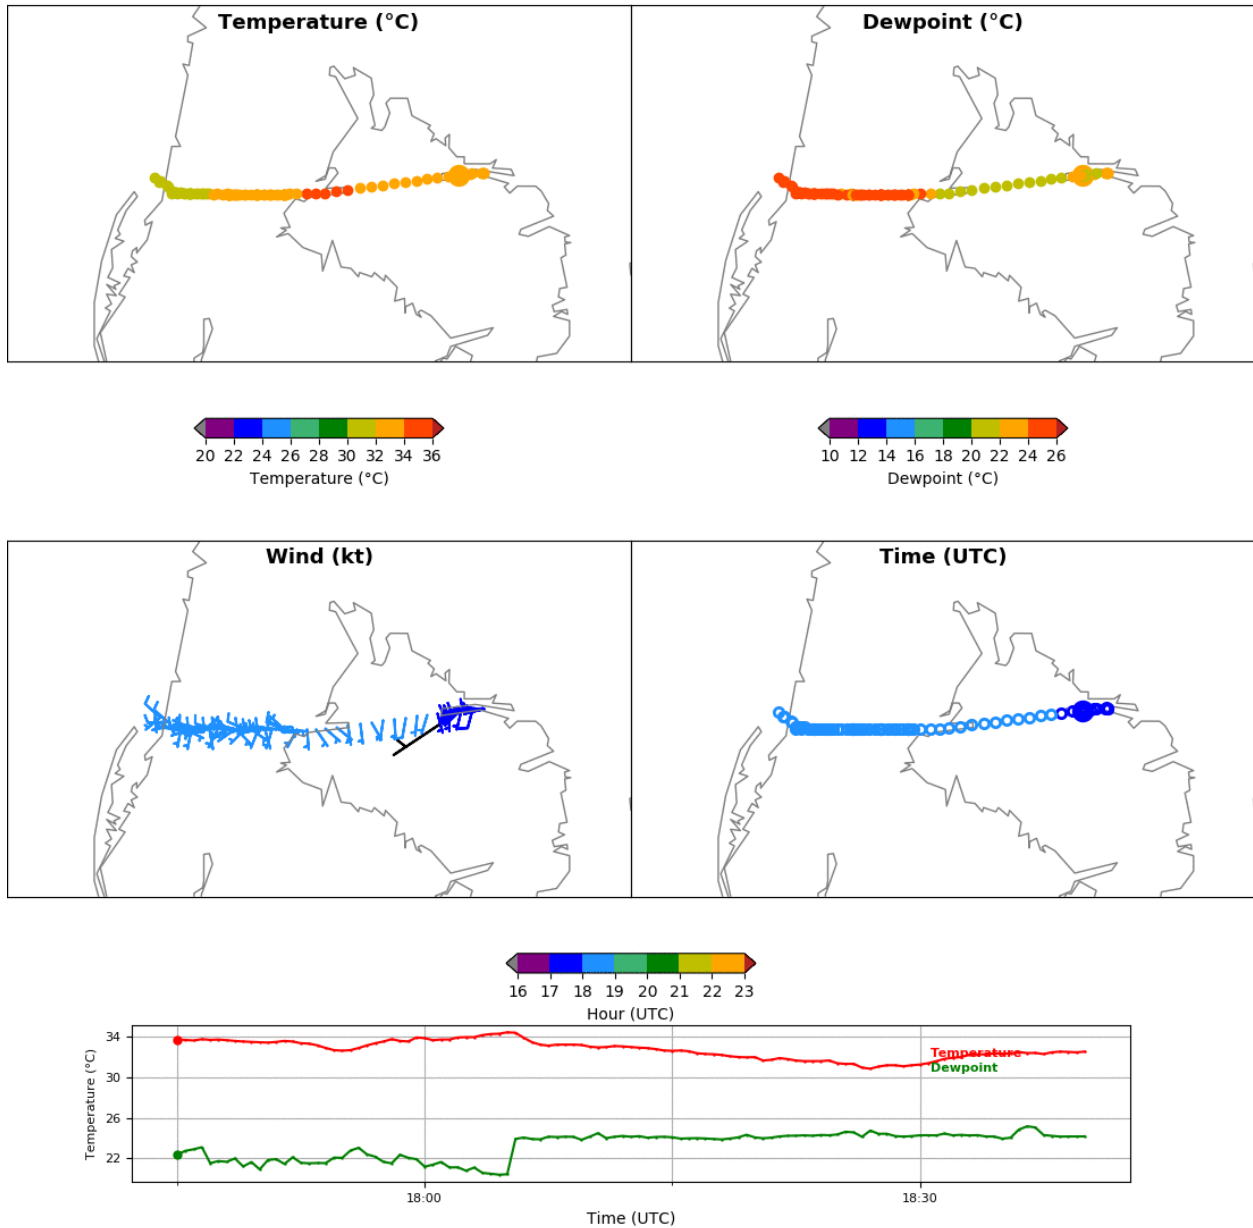 Temperature (°C)
Dewpoint (°C)
20 22 24 26 28 30 32 34 36
Temperature (°C)
10 12 14 16 18 20 22 24 26
Dewpoint (°C)
Wind (kt)
Time (UTC)
16 17 18 19 20 21 22 23
Hour (UTC)
34
30
26
22
Temperature (°C)
Temperature
Dewpoint
18:00
18:30
Time (UTC)